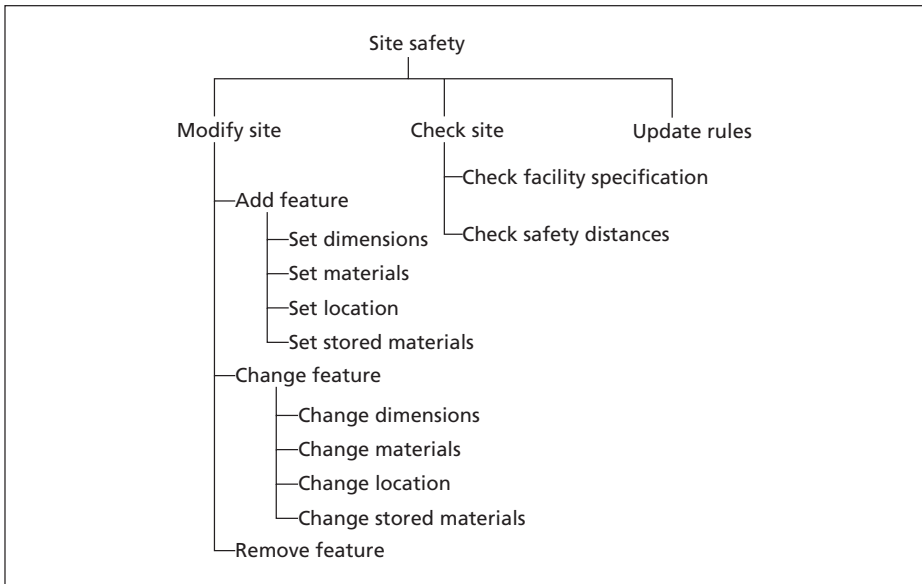 Site safety
Modify site
Check site
Update rules
Check facility specification
Add feature
Check safety distances
Set dimensions
Set materials
Set location
Set stored materials
Change feature
Change dimensions
Change materials
Change location
Change stored materials
Remove feature